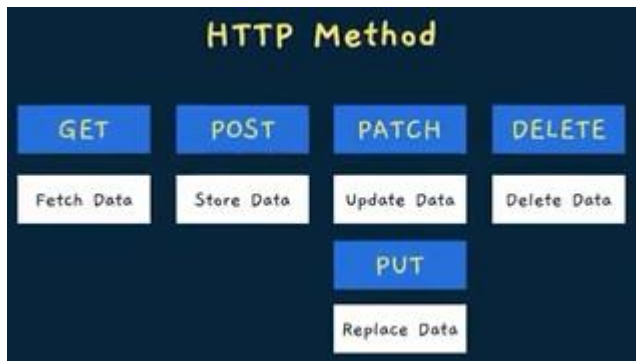 HTTP Method
GET POST PATCH DELETE
Fetch Data Store Data Update Data Delete Data
PUT
Replace Data